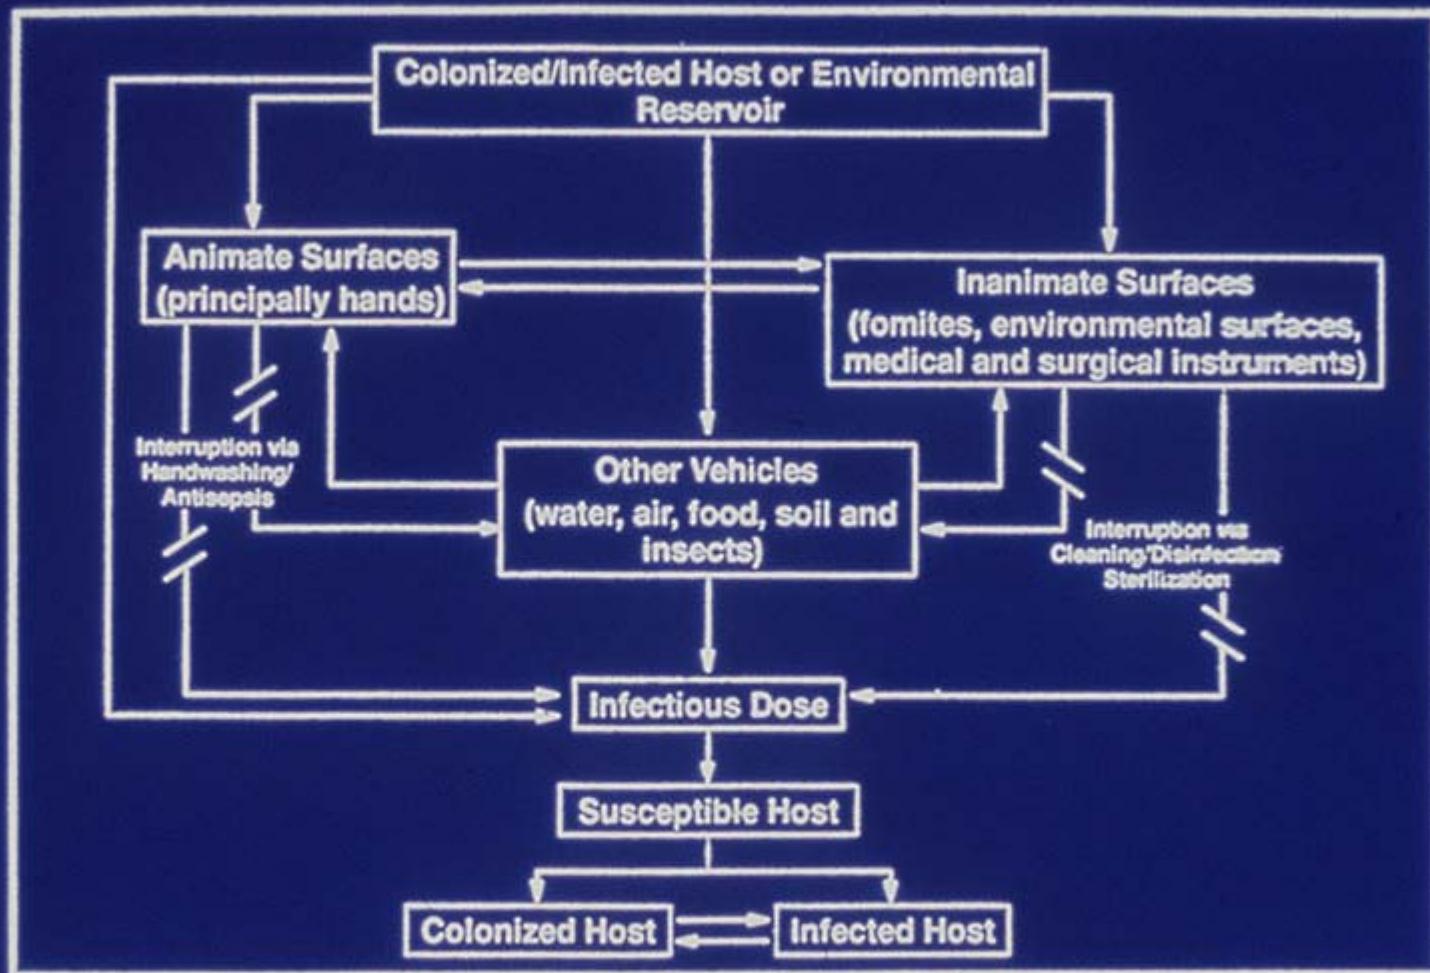 Colonized/Infected Host or Environmental
Reservoir
Animate Surfaces
(principally hands)
Inanimate Surfaces
(fomites, environmental surfaces,
medical and surgical instruments)
Interruption via
Handwashing/
Antisepsis
Other Vehicles
(water, air, food, soil and
insects)
Interruption via
Cleaning/Disinfection
Sterilization
Infectious Dose
Susceptible Host
Colonized Host
Infected Host